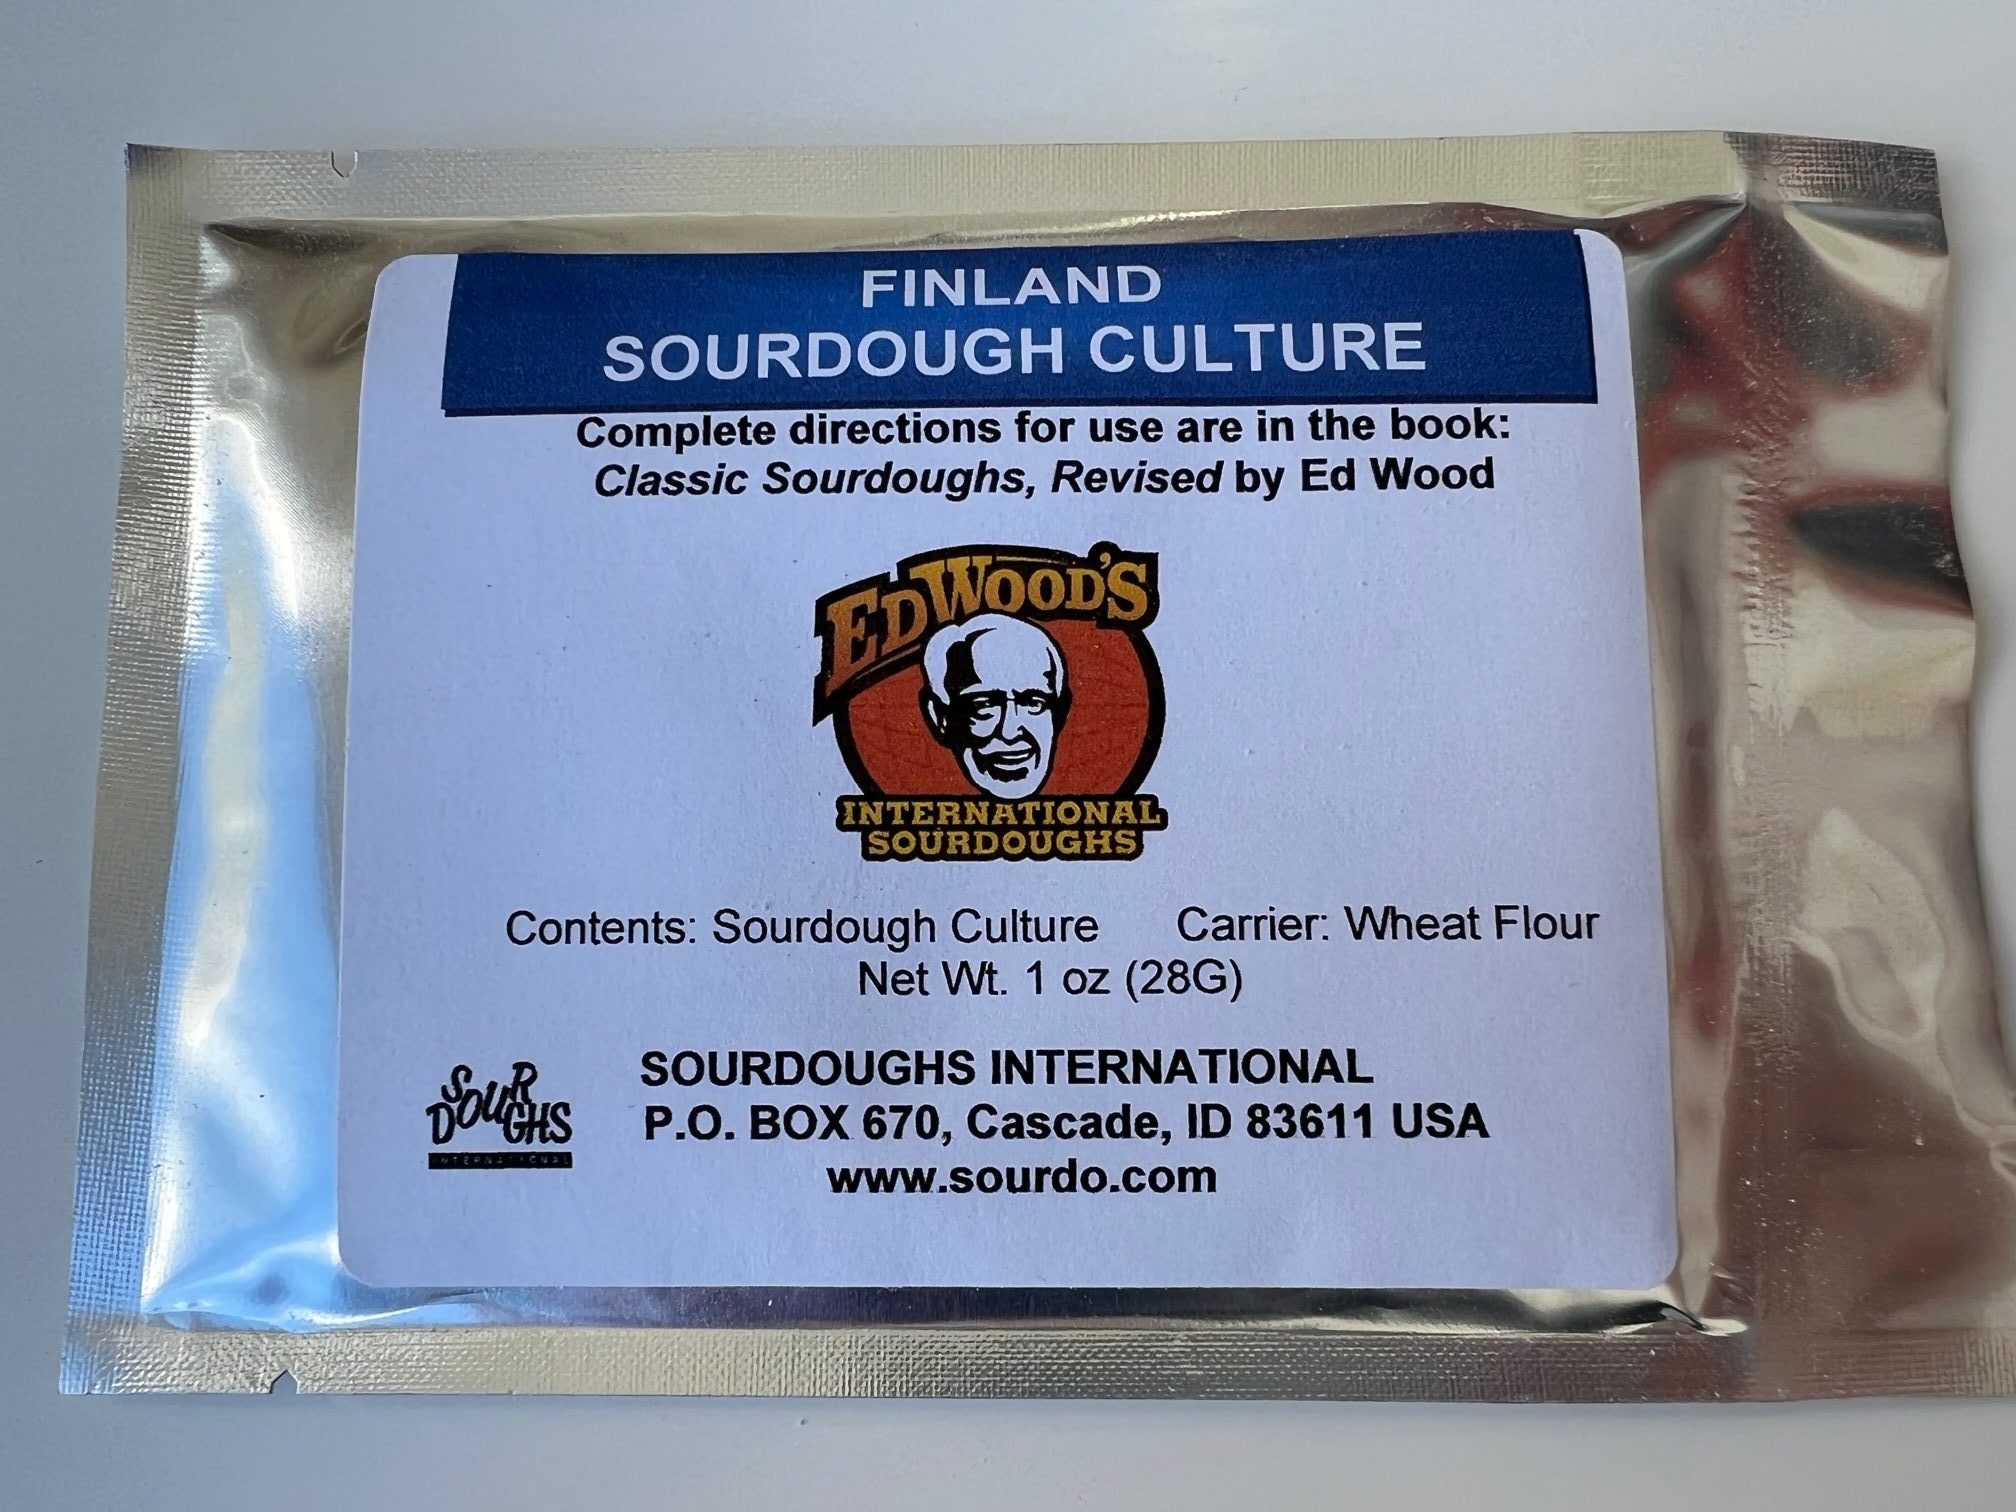 FINLAND
SOURDOUGH CULTURE
Complete directions for use are in the book:
Classic Sourdoughs, Revised by Ed Wood
ED WOOD'S
INTERNATIONAL
SOURDOUGHS
Contents: Sourdough Culture Carrier: Wheat Flour
Net Wt. 1 oz (28G)
SOURDOUGHS
INTERNATIONAL
SOURDOUGHS INTERNATIONAL
P.O. BOX 670, Cascade, ID 83611 USA
www.sourdo.com